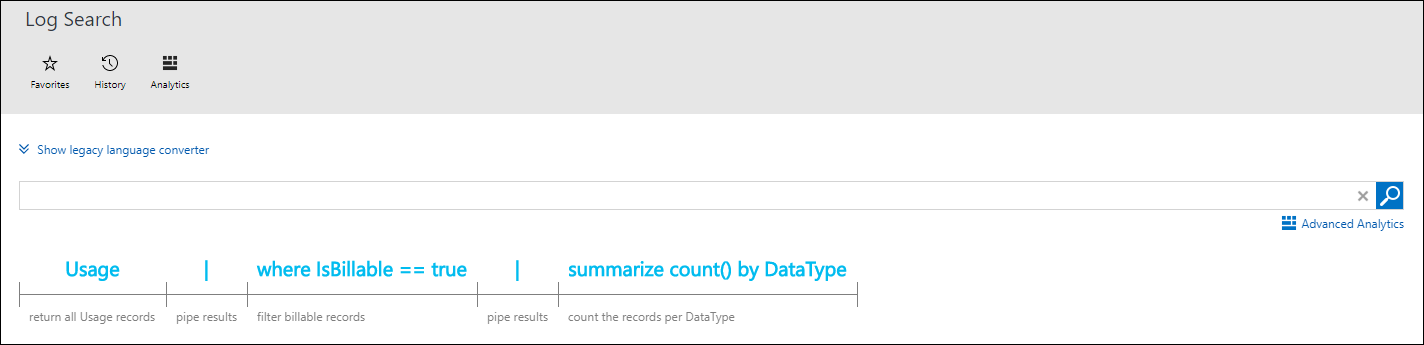 Log Search
Favorites History Analytics
Show legacy language converter
Advanced Analytics
Usage | where IsBillable == true | summarize count() by DataType
return all Usage records pipe results filter billable records pipe results count the records per DataType